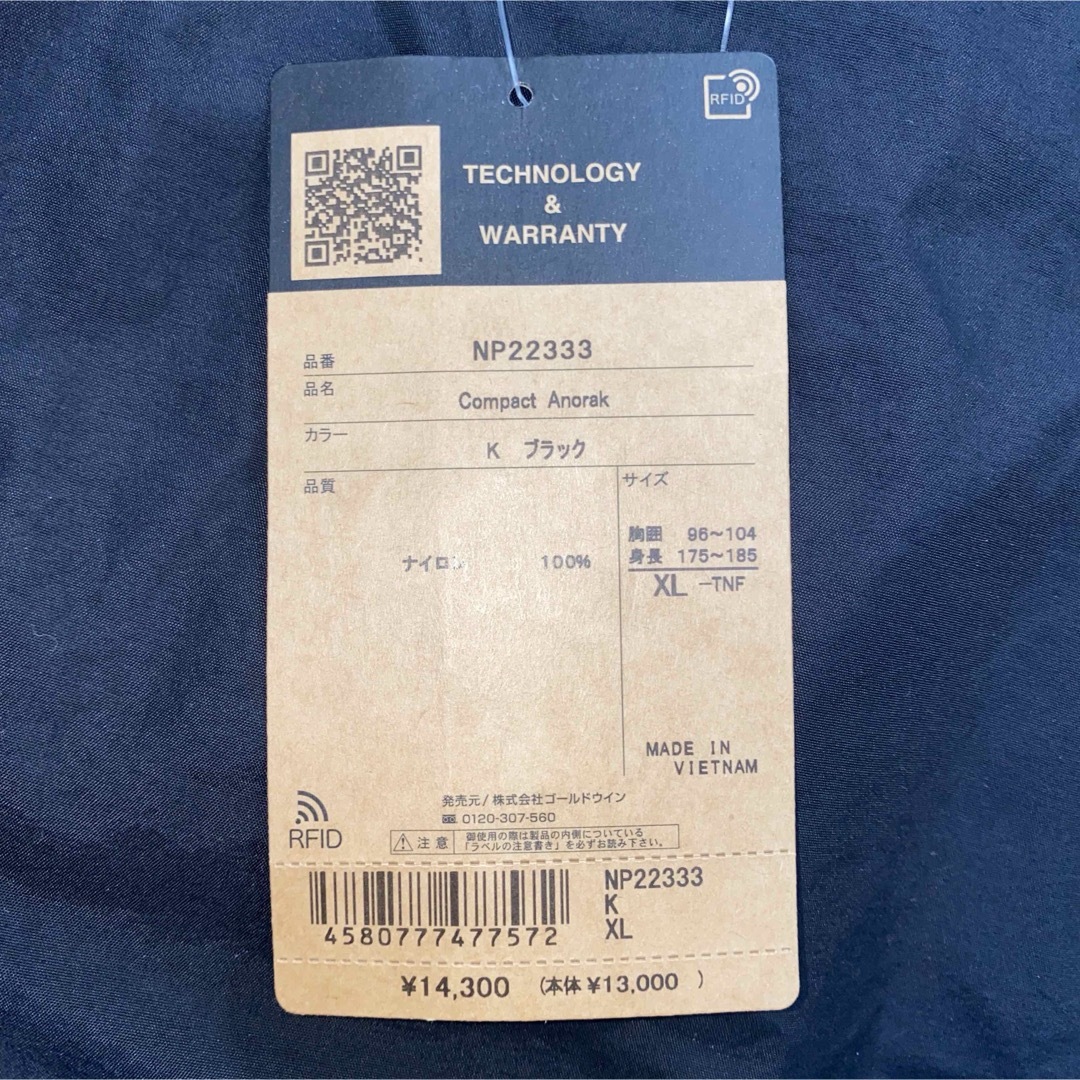 RFID
TECHNOLOGY
&
WARRANTY
品番 NP22333
品名 Compact Anorak
カラー K ブラック
品質
ナイロン 100%
サイズ
胸囲 96~104
身長 175~185
XL -TNF
MADE IN
VIETNAM
RFID
発売元/株式会社ゴールドウイン
0120-307-560
注意 御使用の際は製品の内側についている
「ラベルの注意書き」を必ずお読み下さい。
4580777477572
NP22333
K
XL
¥14,300 (本体 ¥13,000 )